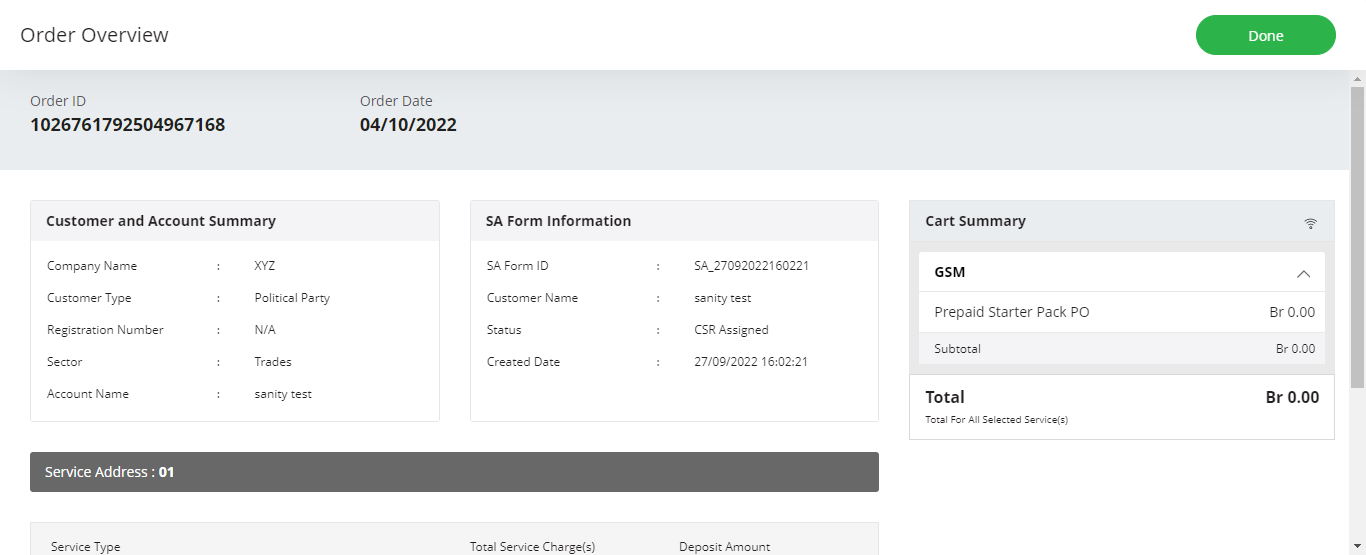 Order Overview
Done
Order ID
Order Date
1026761792504967168
04/10/2022
Customer and Account Summary
Company Name : XYZ
Customer Type : Political Party
Registration Number : N/A
Sector : Trades
Account Name : sanity test
SA Form Information
SA Form ID : SA_27092022160221
Customer Name : sanity test
Status : CSR Assigned
Created Date : 27/09/2022 16:02:21
Cart Summary
GSM
Prepaid Starter Pack PO Br 0.00
Subtotal Br 0.00
Total Br 0.00
Total For All Selected Service(s)
Service Address : 01
Service Type Total Service Charge(s) Deposit Amount